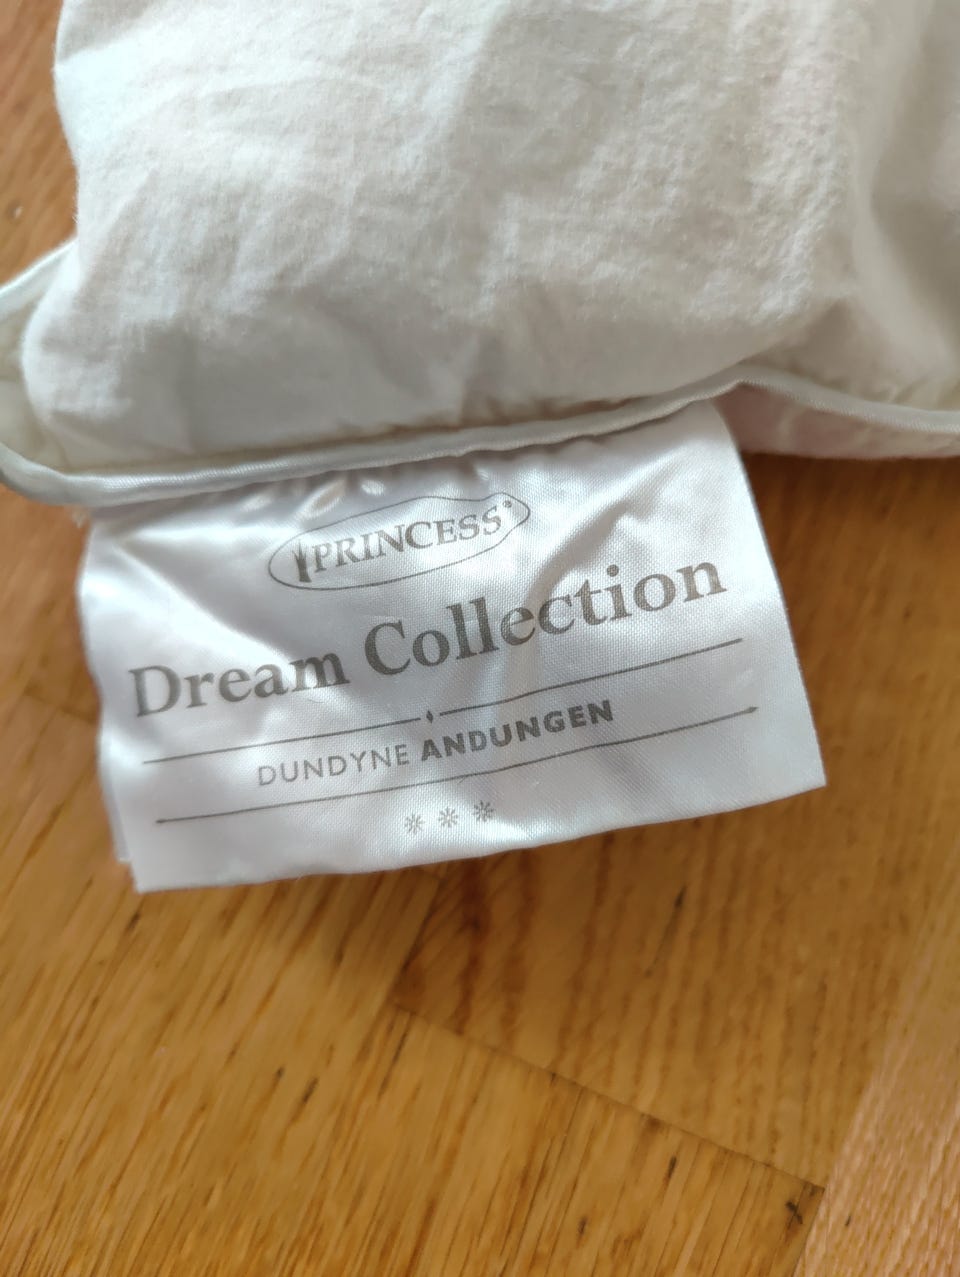 PRINCESS®
Dream Collection
DUNDYNE ANDUNGEN
***